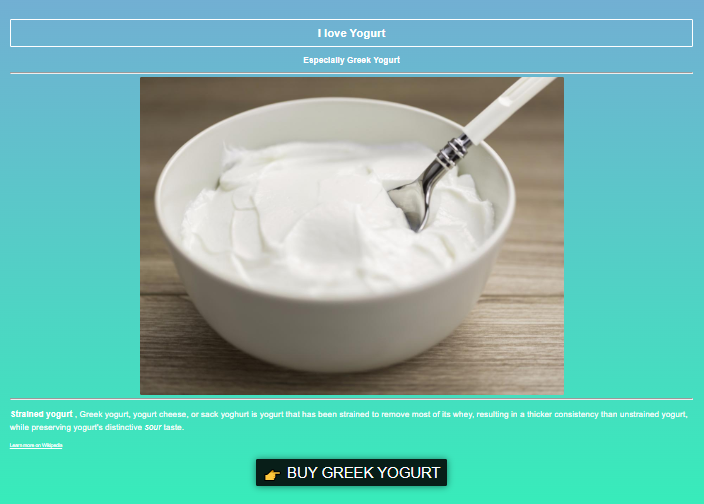 I love Yogurt
Especially Greek Yogurt
Strained yogurt , Greek yogurt, yogurt cheese, or sack yoghurt is yogurt that has been strained to remove most of its whey, resulting in a thicker consistency than unstrained yogurt,
while preserving yogurt's distinctive sour taste.
Learn more on Wikipedia
👉 BUY GREEK YOGURT